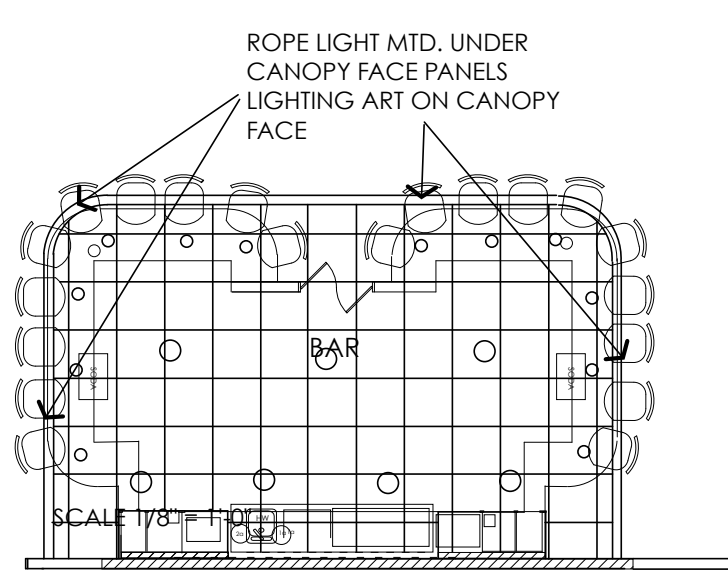 ROPE LIGHT MTD. UNDER
CANOPY FACE PANELS
LIGHTING ART ON CANOPY
FACE
BAR
SODA
SODA
SCALE 1/8" = 1'-0"
HW